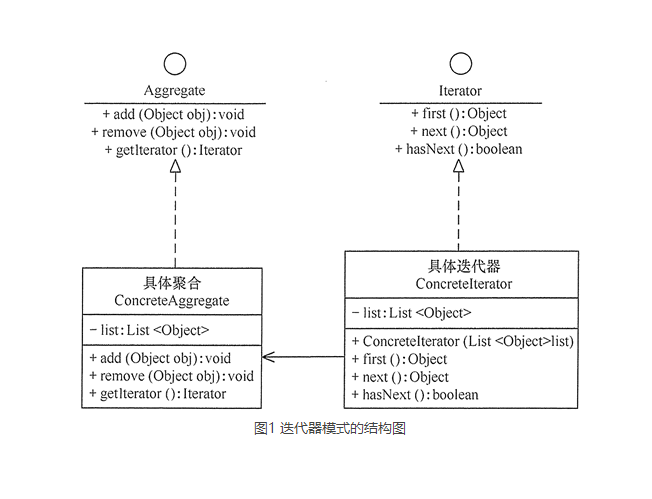 Aggregate
+ add (Object obj) : void
+ remove (Object obj) : void
+ getIterator () : Iterator
Iterator
+ first () : Object
+ next () : Object
+ hasNext () : boolean
具体聚合
ConcreteAggregate
− list : List <Object>
+ add (Object obj) : void
+ remove (Object obj) : void
+ getIterator () : Iterator
具体迭代器
ConcreteIterator
− list : List <Object>
+ ConcreteIterator (List <Object>list)
+ first () : Object
+ next () : Object
+ hasNext () : boolean
图1 迭代器模式的结构图